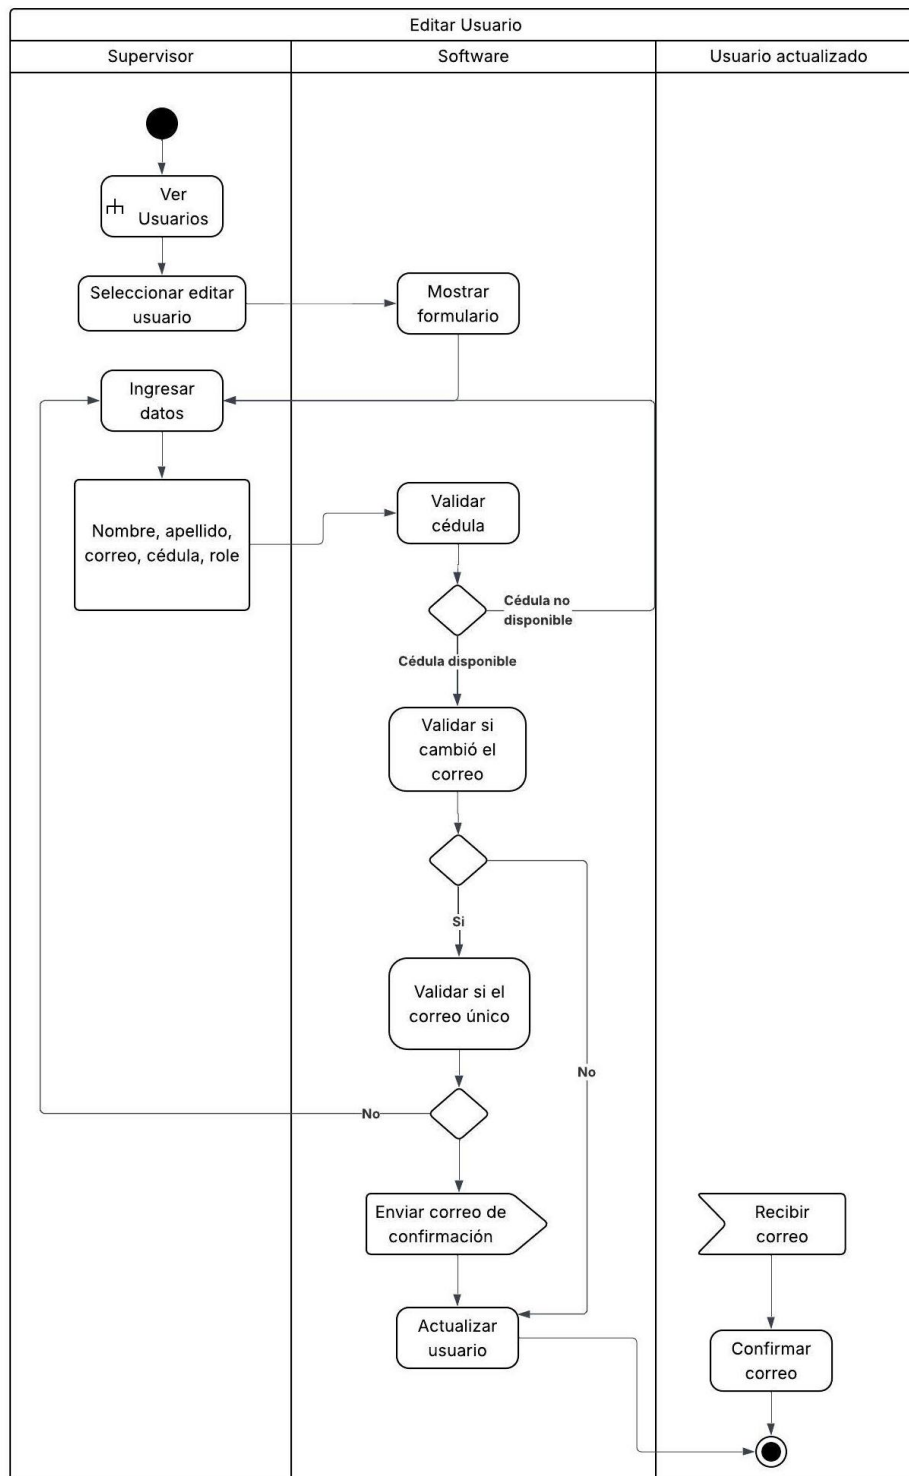 Editar Usuario
Supervisor
Software
Usuario actualizado
Ver
Usuarios
Seleccionar editar
usuario
Mostrar
formulario
Ingresar
datos
Nombre, apellido,
correo, cédula, role
Validar
cédula
Cédula no
disponible
Cédula disponible
Validar si
cambió el
correo
Si
Validar si el
correo único
No
No
Enviar correo de
confirmación
Recibir
correo
Actualizar
usuario
Confirmar
correo